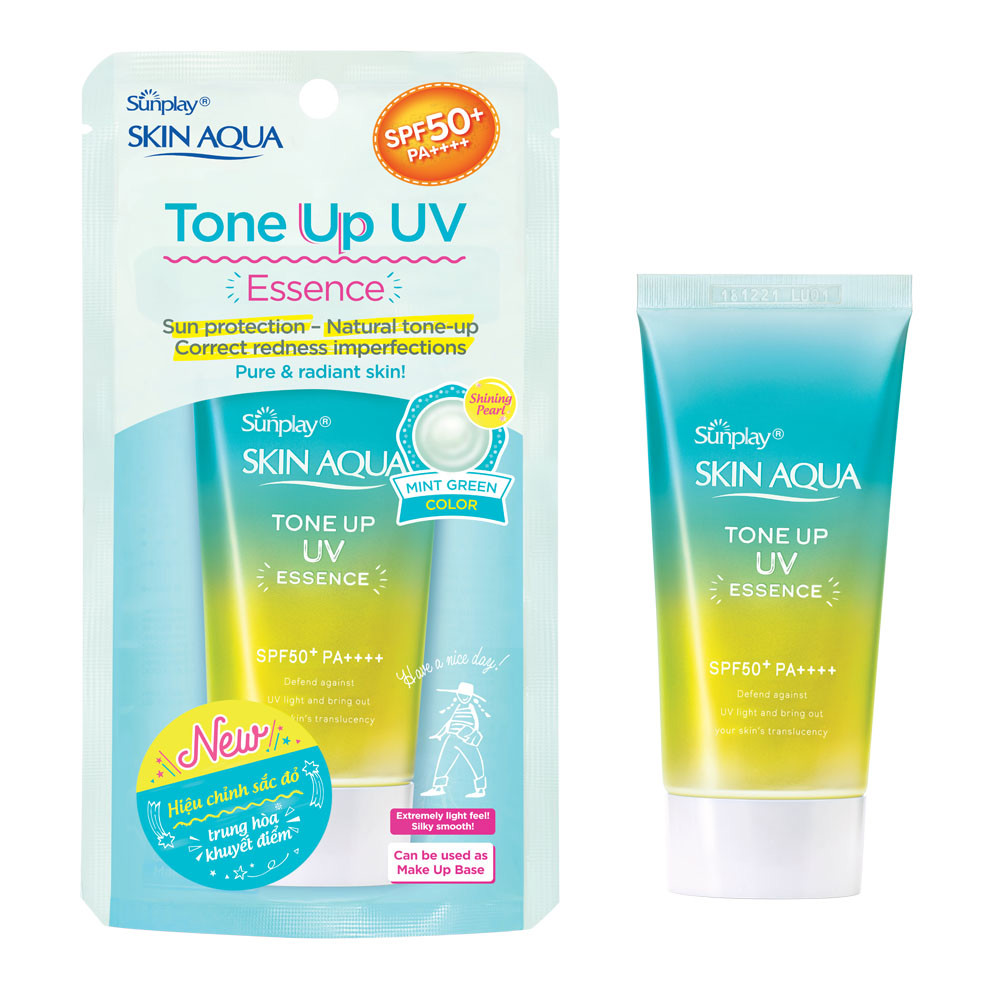 Sunplay®
SKIN AQUA
SPF50+
PA++++
Tone Up UV
Essence
Sun protection – Natural tone-up
Correct redness imperfections
Pure & radiant skin!
Shining
Pearl
MINT GREEN
COLOR
Sunplay®
SKIN AQUA
TONE UP
UV
ESSENCE
SPF50+ PA++++
Defend against
UV light and bring out
skin's translucency
Have a nice day!
New!
Hiệu chỉnh sắc đỏ
trung hòa
khuyết điểm
Extremely light feel!
Silky smooth!
Can be used as
Make Up Base
181221 LU01
Sunplay®
SKIN AQUA
TONE UP
UV
ESSENCE
SPF50+ PA++++
Defend against
UV light and bring out
your skin's translucency